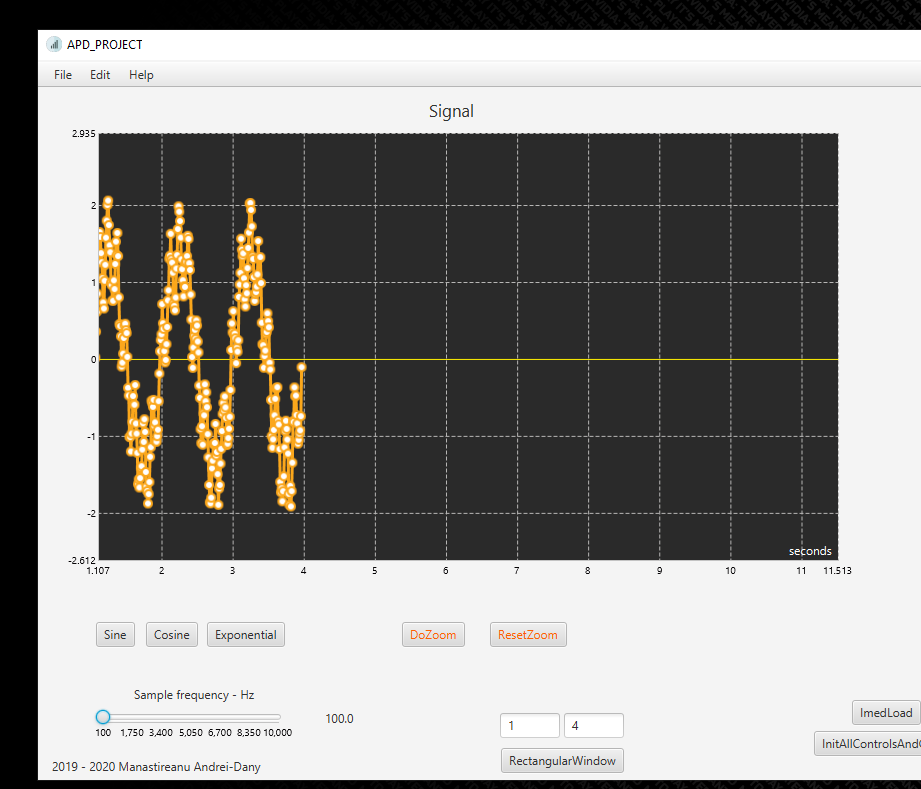 APD_PROJECT
File Edit Help
Signal
2.935
2
1
0
-1
-2
-2.612
seconds
1.107 2 3 4 5 6 7 8 9 10 11 11.513
Sine Cosine Exponential DoZoom ResetZoom
Sample frequency - Hz
100.0
100 1,750 3,400 5,050 6,700 8,350 10,000
1 4
ImedLoad
InitAllControlsAnd
RectangularWindow
2019 - 2020 Manastireanu Andrei-Dany